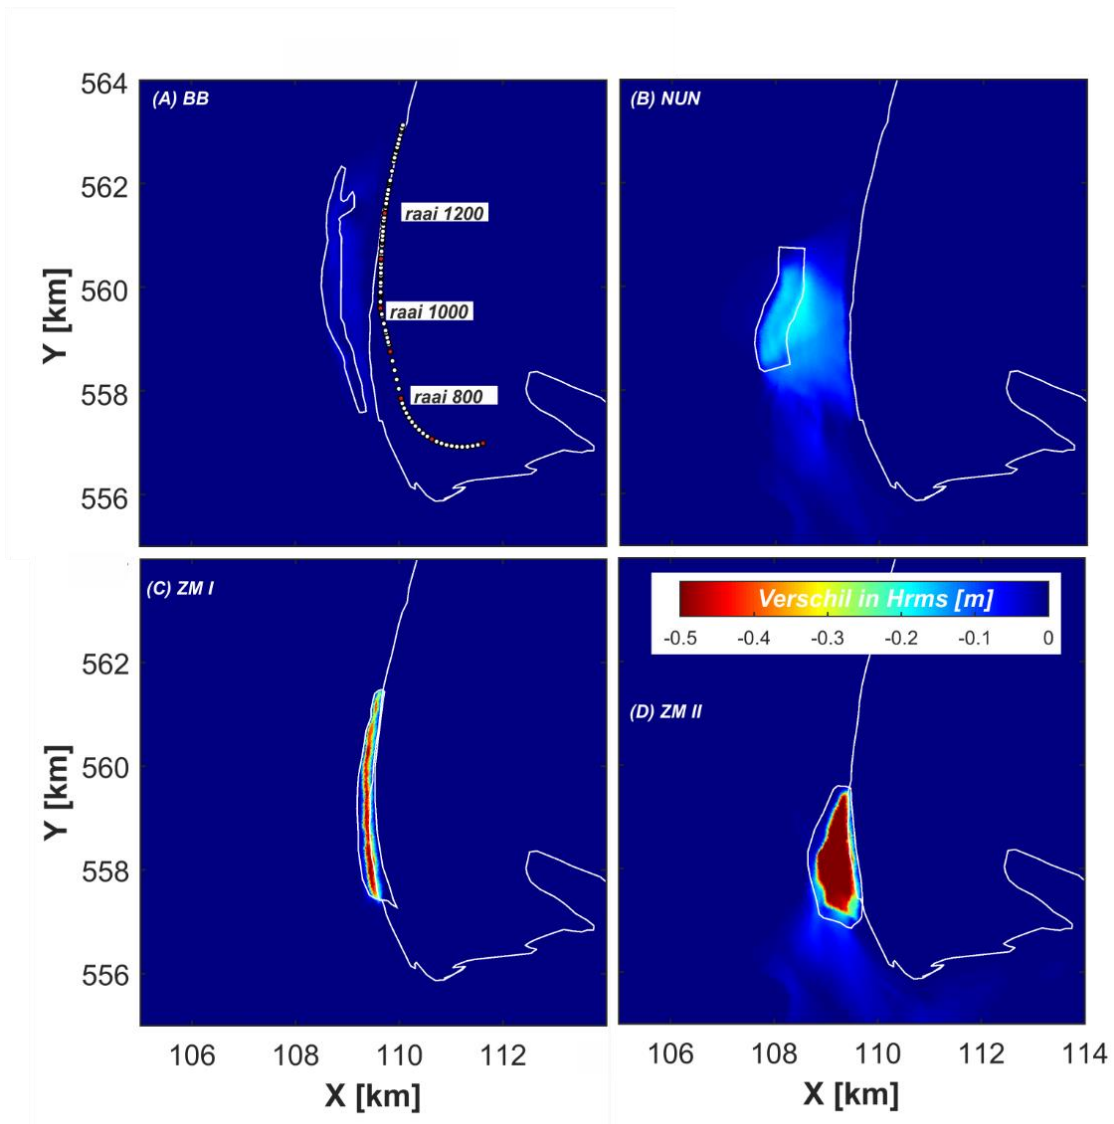 564
562
560
558
556
Y [km]
(A) BB
raai 1200
raai 1000
raai 800
(B) NUN
562
560
558
556
Y [km]
(C) ZM I
106
108
110
112
X [km]
Verschil in Hrms [m]
-0.5 -0.4 -0.3 -0.2 -0.1 0
(D) ZM II
106
108
110
112
114
X [km]